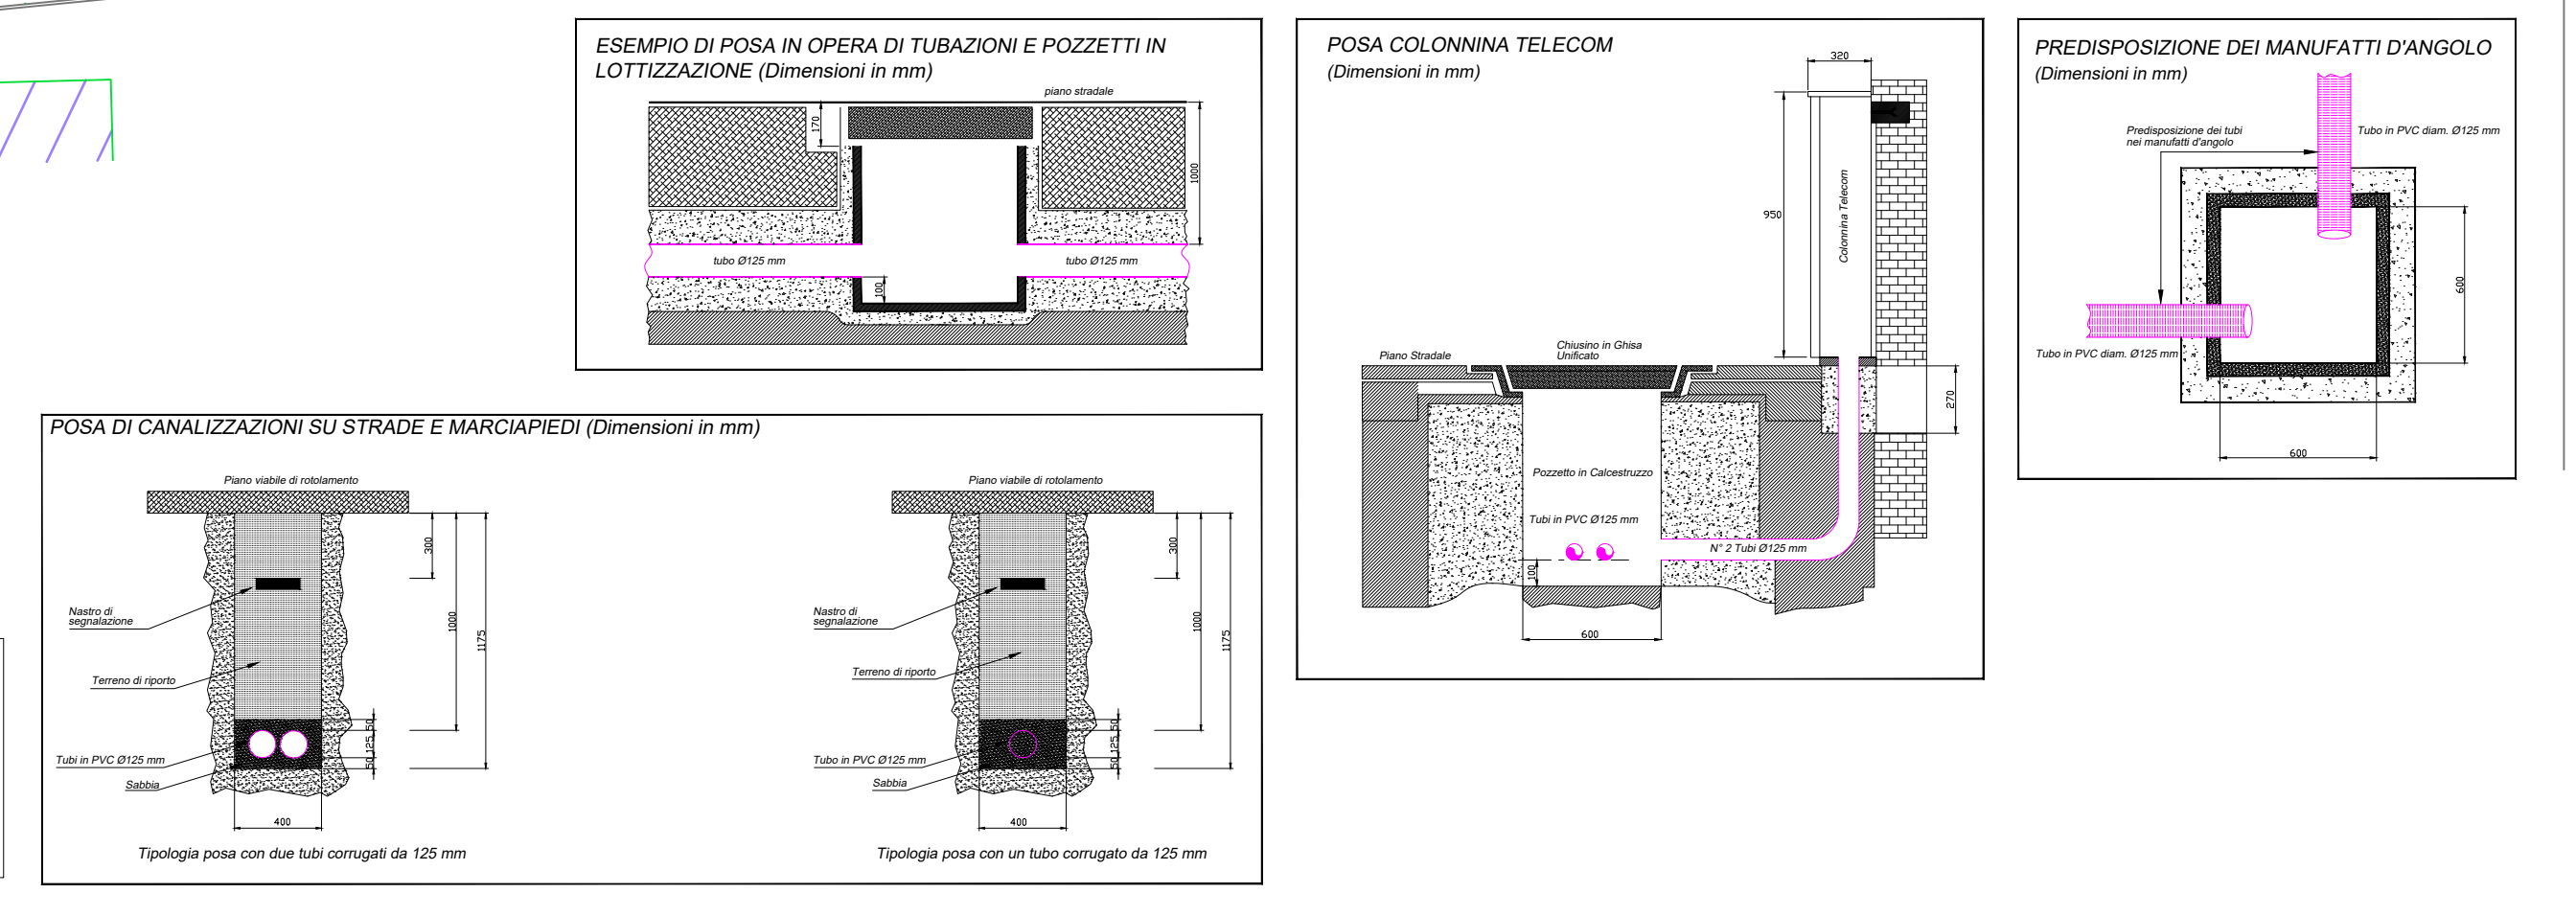 ESEMPIO DI POSA IN OPERA DI TUBAZIONI E POZZETTI IN
LOTTIZZAZIONE (Dimensioni in mm)
piano stradale
170
1000
tubo Ø125 mm
tubo Ø125 mm
100
POSA COLONNINA TELECOM
(Dimensioni in mm)
320
950
Colonnina Telecom
Piano Stradale
Chiusino in Ghisa
Unificato
270
Pozzetto in Calcestruzzo
Tubi in PVC Ø125 mm
N° 2 Tubi Ø125 mm
100
600
PREDISPOSIZIONE DEI MANUFATTI D'ANGOLO
(Dimensioni in mm)
Predisposizione dei tubi
nei manufatti d'angolo
Tubo in PVC diam. Ø125 mm
600
Tubo in PVC diam. Ø125 mm
600
POSA DI CANALIZZAZIONI SU STRADE E MARCIAPIEDI (Dimensioni in mm)
Piano viabile di rotolamento
300
Nastro di
segnalazione
1000
1175
Terreno di riporto
50
125
50
Tubi in PVC Ø125 mm
Sabbia
400
Tipologia posa con due tubi corrugati da 125 mm
Piano viabile di rotolamento
300
Nastro di
segnalazione
1000
1175
Terreno di riporto
50
125
50
Tubo in PVC Ø125 mm
Sabbia
400
Tipologia posa con un tubo corrugato da 125 mm